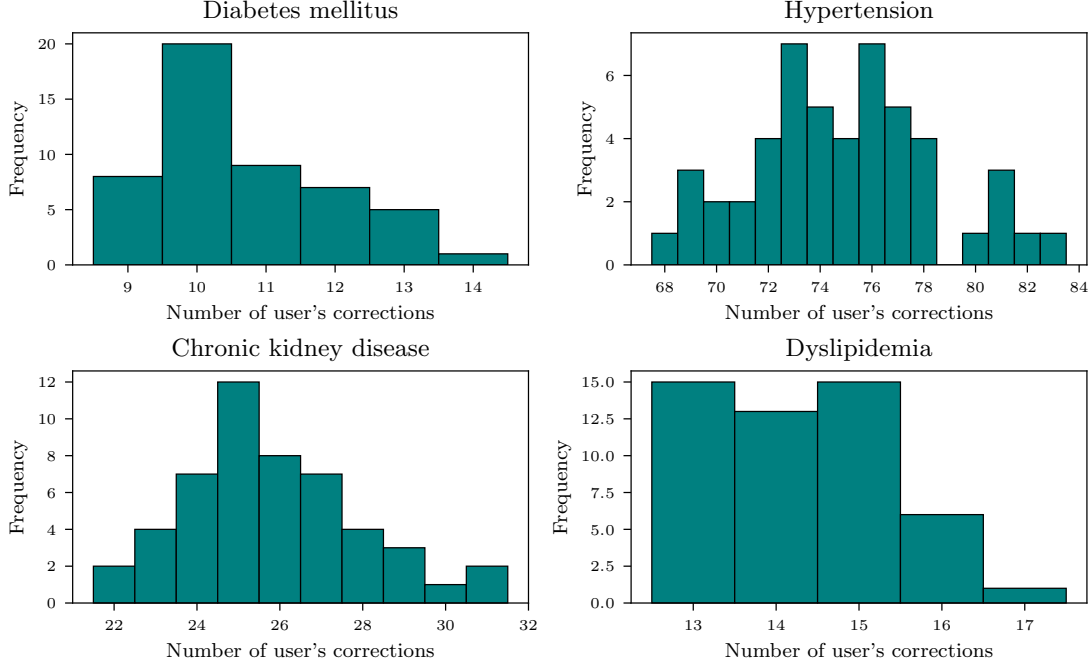 Diabetes mellitus
Frequency
20
15
10
5
0
9 10 11 12 13 14
Number of user's corrections
Hypertension
Frequency
6
4
2
0
68 70 72 74 76 78 80 82 84
Number of user's corrections
Chronic kidney disease
Frequency
12
10
8
6
4
2
0
22 24 26 28 30 32
Number of user's corrections
Dyslipidemia
Frequency
15.0
12.5
10.0
7.5
5.0
2.5
0.0
13 14 15 16 17
Number of user's corrections